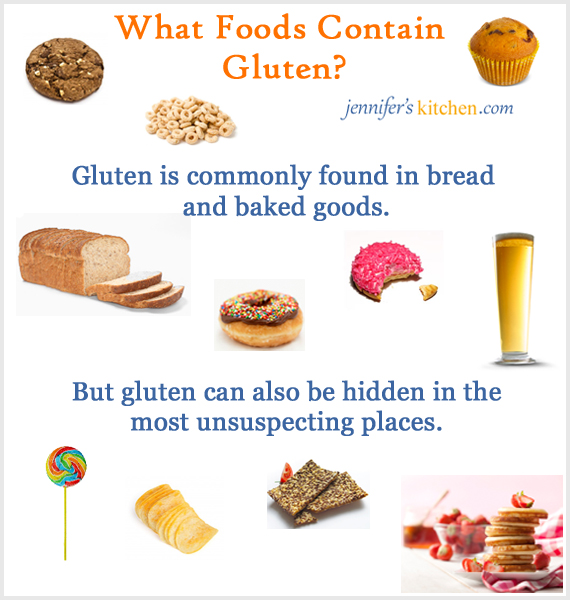 What Foods Contain
Gluten?
jennifer's kitchen.com
Gluten is commonly found in bread
and baked goods.
But gluten can also be hidden in the
most unsuspecting places.